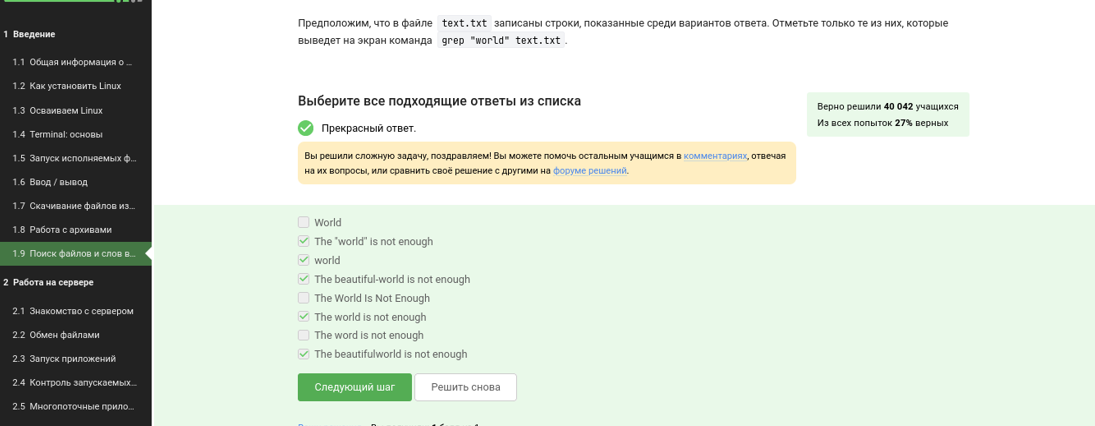 1 Введение
1.1 Общая информация о ...
1.2 Как установить Linux
1.3 Осваиваем Linux
1.4 Terminal: основы
1.5 Запуск исполняемых ф...
1.6 Ввод / вывод
1.7 Скачивание файлов из...
1.8 Работа с архивами
1.9 Поиск файлов и слов в...
2 Работа на сервере
2.1 Знакомство с сервером
2.2 Обмен файлами
2.3 Запуск приложений
2.4 Контроль запускаемых...
2.5 Многопоточные прило...
Предположим, что в файле text.txt записаны строки, показанные среди вариантов ответа. Отметьте только те из них, которые
выведет на экран команда grep "world" text.txt.
Выберите все подходящие ответы из списка
Прекрасный ответ.
Верно решили 40 042 учащихся
Из всех попыток 27% верных
Вы решили сложную задачу, поздравляем! Вы можете помочь остальным учащимся в комментариях, отвечая
на их вопросы, или сравнить своё решение с другими на форуме решений.
World
The "world" is not enough
world
The beautiful-world is not enough
The World Is Not Enough
The world is not enough
The word is not enough
The beautifulworld is not enough
Следующий шаг
Решить снова